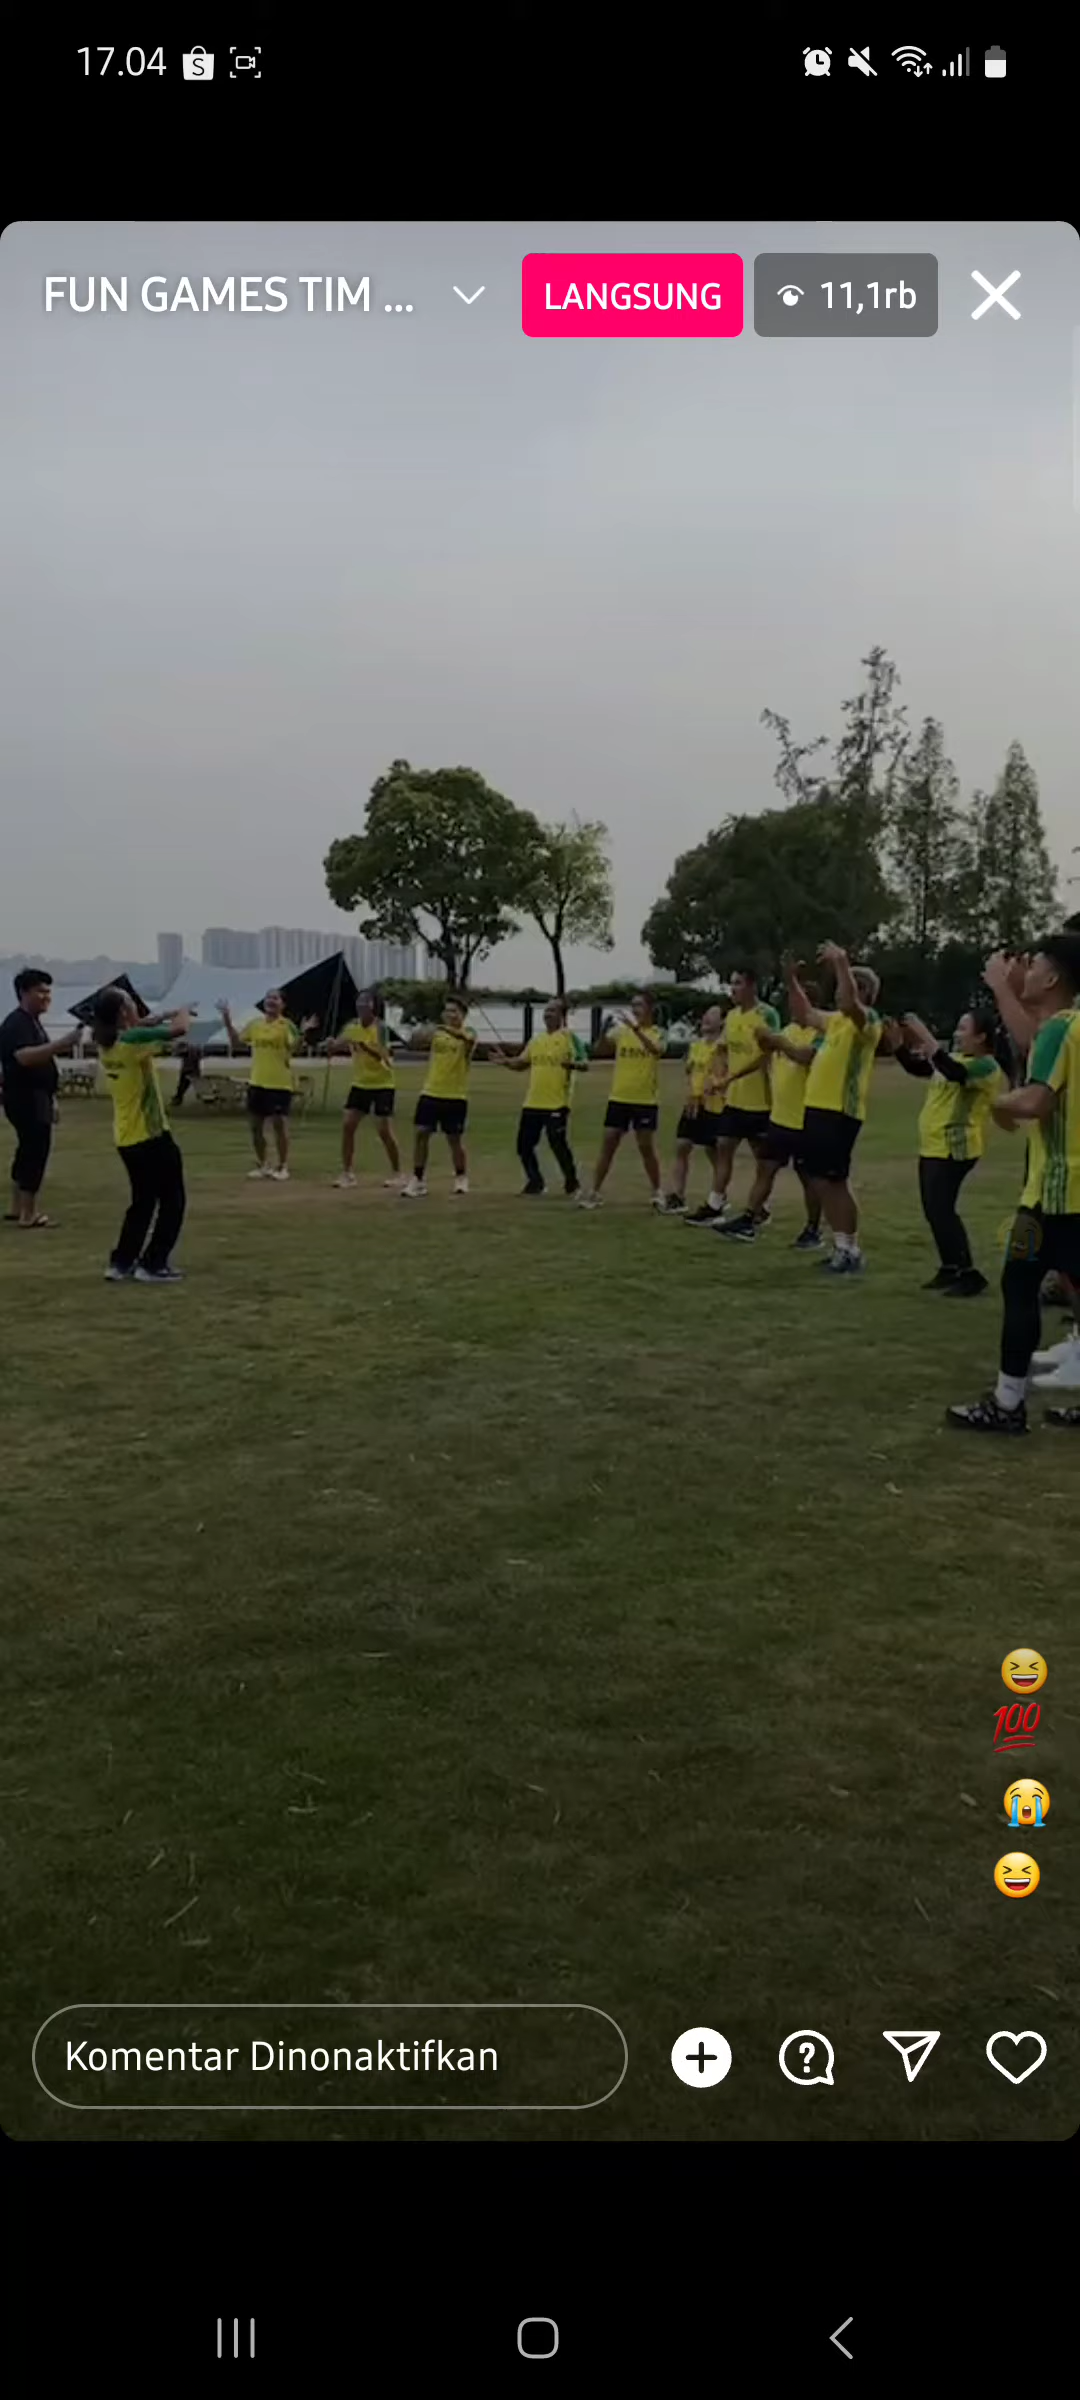 17.04
FUN GAMES TIM ...
LANGSUNG
11,1rb
💯
Komentar Dinonaktifkan